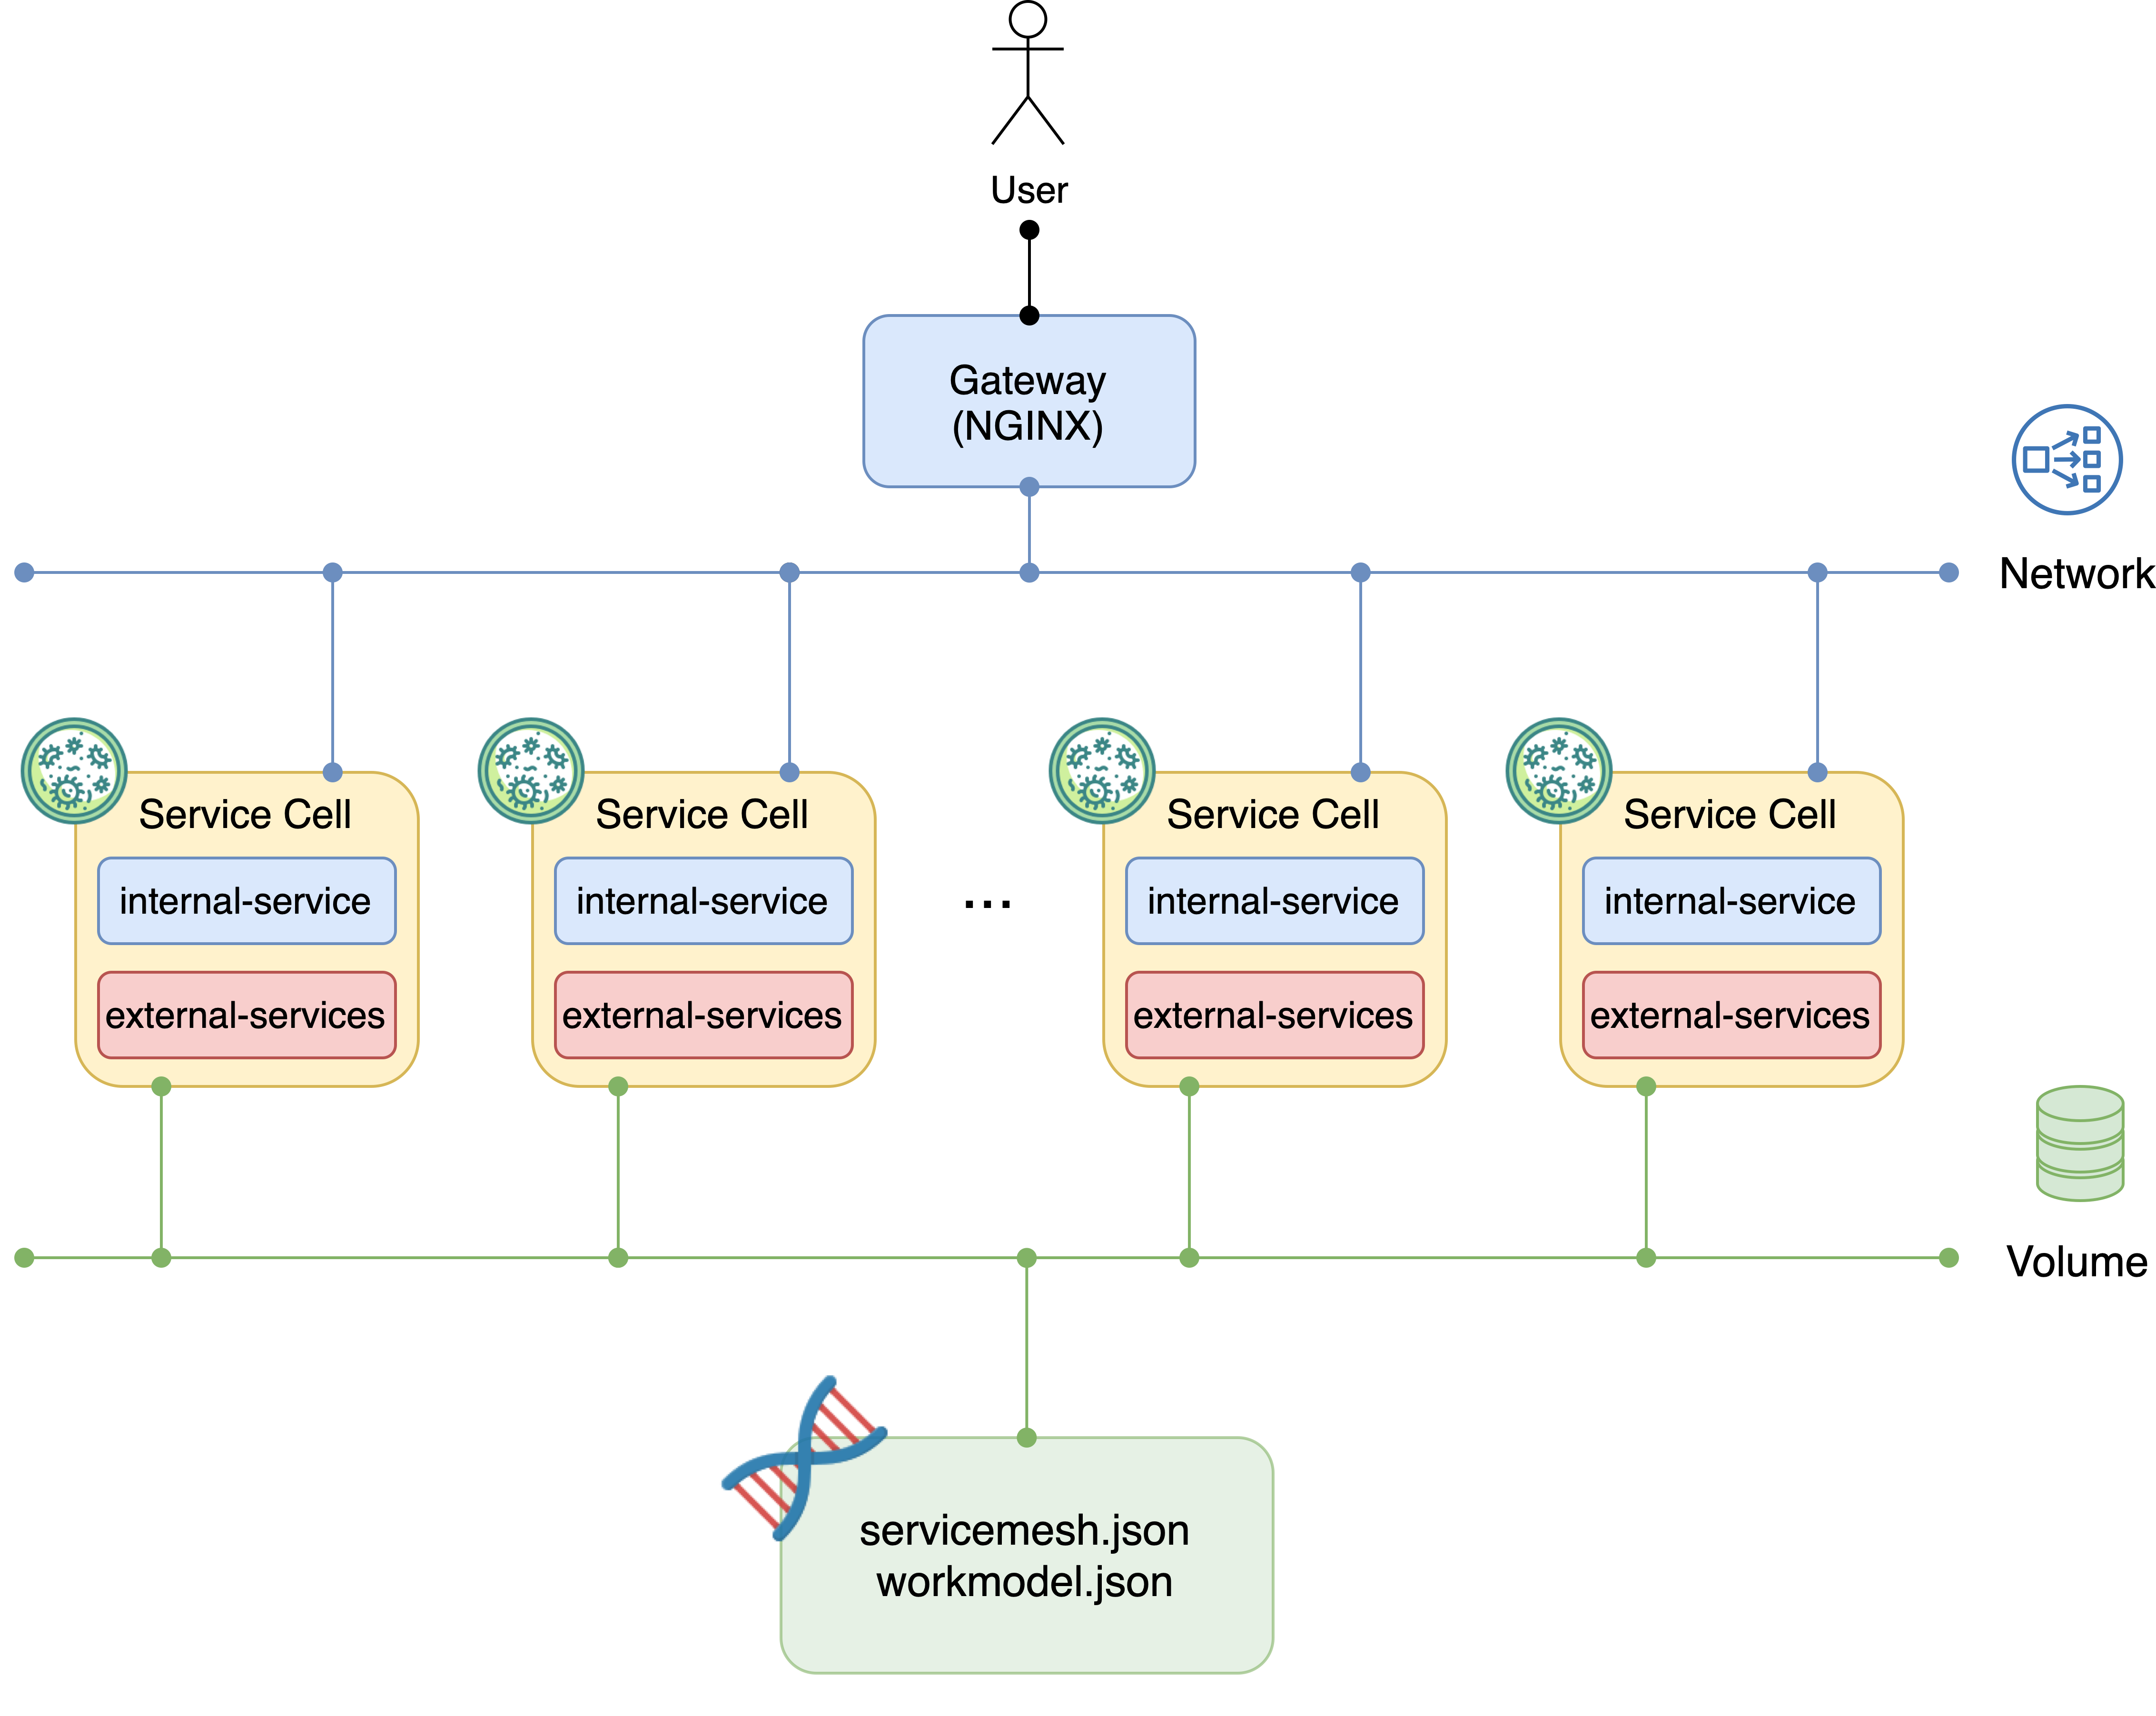 User
Gateway
(NGINX)
Network
Service Cell
internal-service
external-services
Service Cell
internal-service
external-services
...
Service Cell
internal-service
external-services
Service Cell
internal-service
external-services
Volume
servicemesh.json
workmodel.json